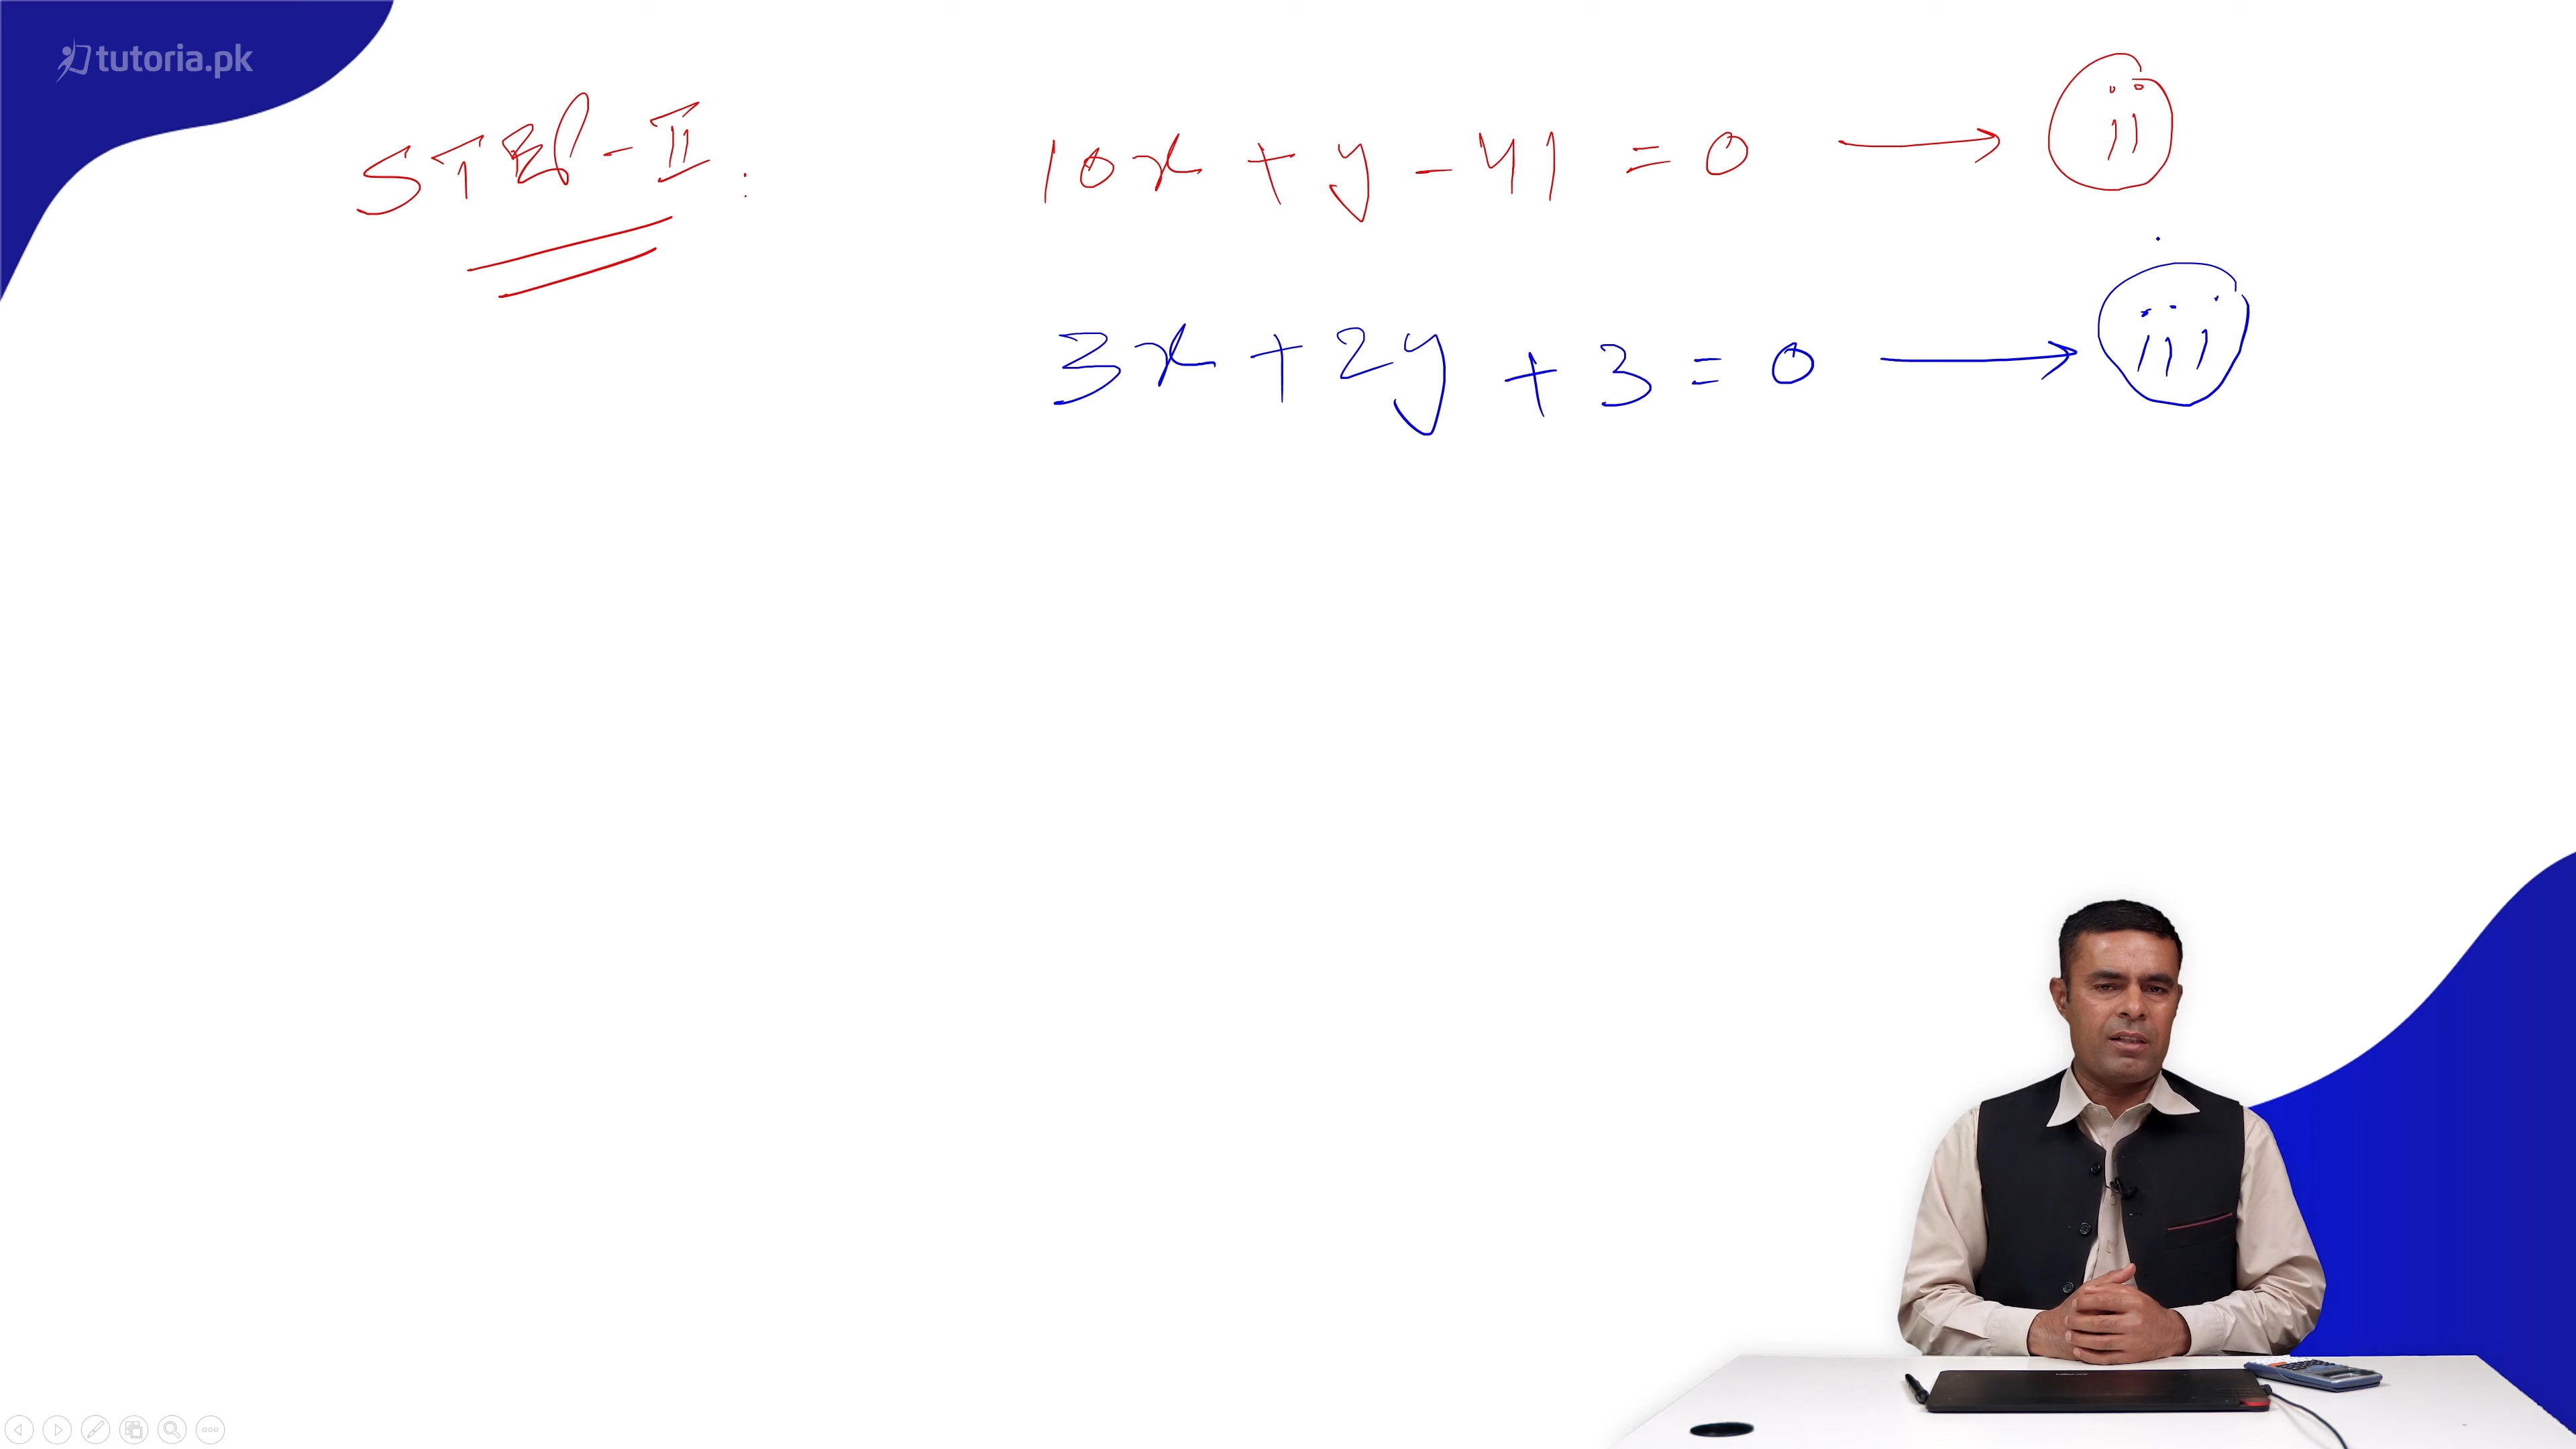 tutoria.pk
STEP-II :
10x + y - 41 = 0 → ii
3x + 2y + 3 = 0 → iii